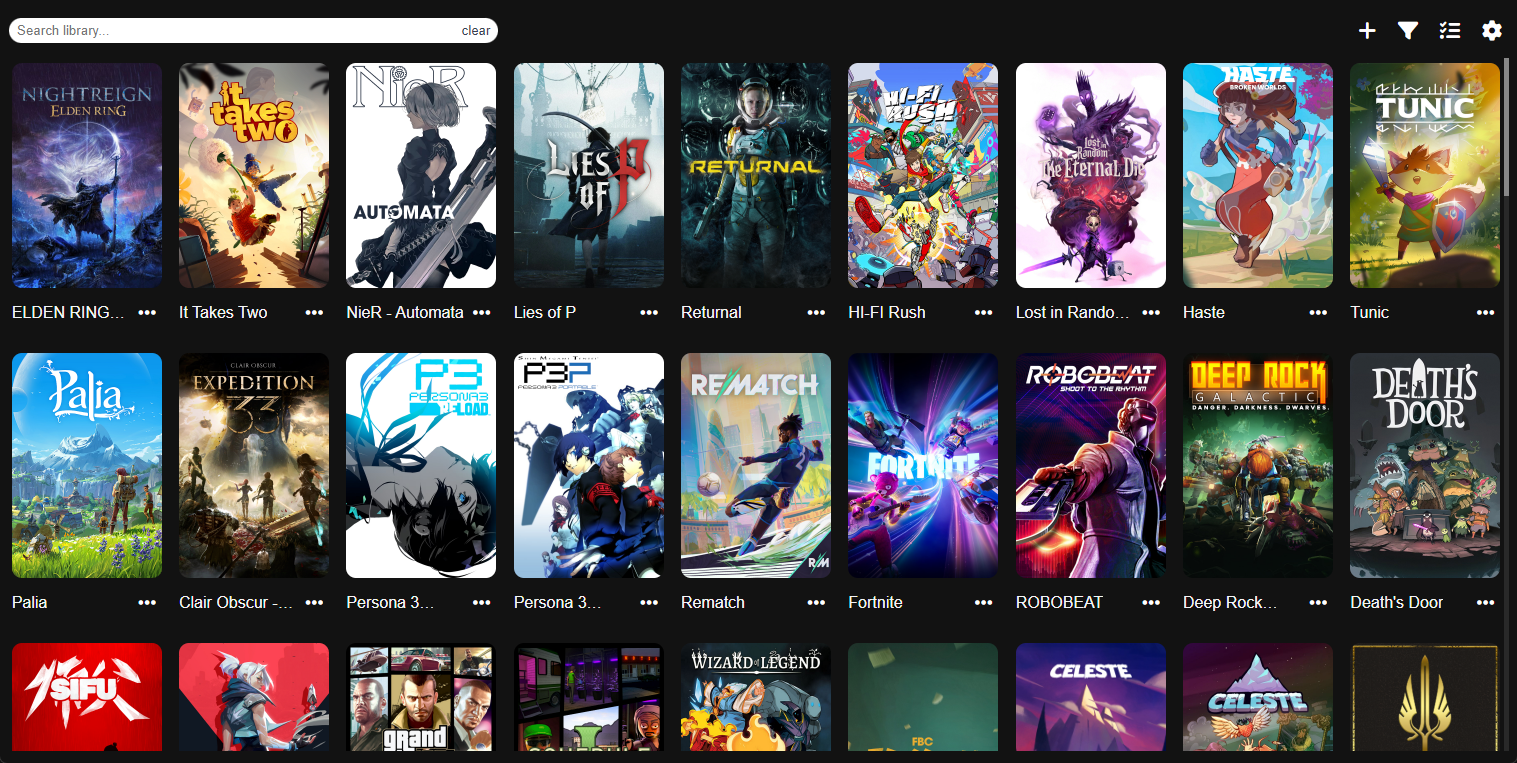 Search library...
clear
NIGHTREIGN
ELDEN RING
it
takes
two
NieR
AUTOMATA
LIES
OF P
RETURNAL
HI-FI
RUSH
Lost
in
Random
The Eternal Die
HASTE
BROKEN WORLDS
TUNIC
ELDEN RING...
It Takes Two
NieR - Automata
Lies of P
Returnal
HI-FI Rush
Lost in Rando...
Haste
Tunic
Palia
CLAIR OBSCUR
EXPEDITION
33
P3
PERSONA3
RELOAD
SHIN MEGAMI TENSEI
P3P
PERSONA3 PORTABLE
REMATCH
R/M
FORTNITE
ROBOBEAT
SHOOT TO THE RHYTHM
DEEP ROCK
GALACTIC
DANGER. DARKNESS. DWARVES.
DEATH'S
DOOR
Palia
Clair Obscur -...
Persona 3...
Persona 3...
Rematch
Fortnite
ROBOBEAT
Deep Rock...
Death's Door
SIFU
grand
WIZARD of LEGEND
FBC
CELESTE
CELESTE